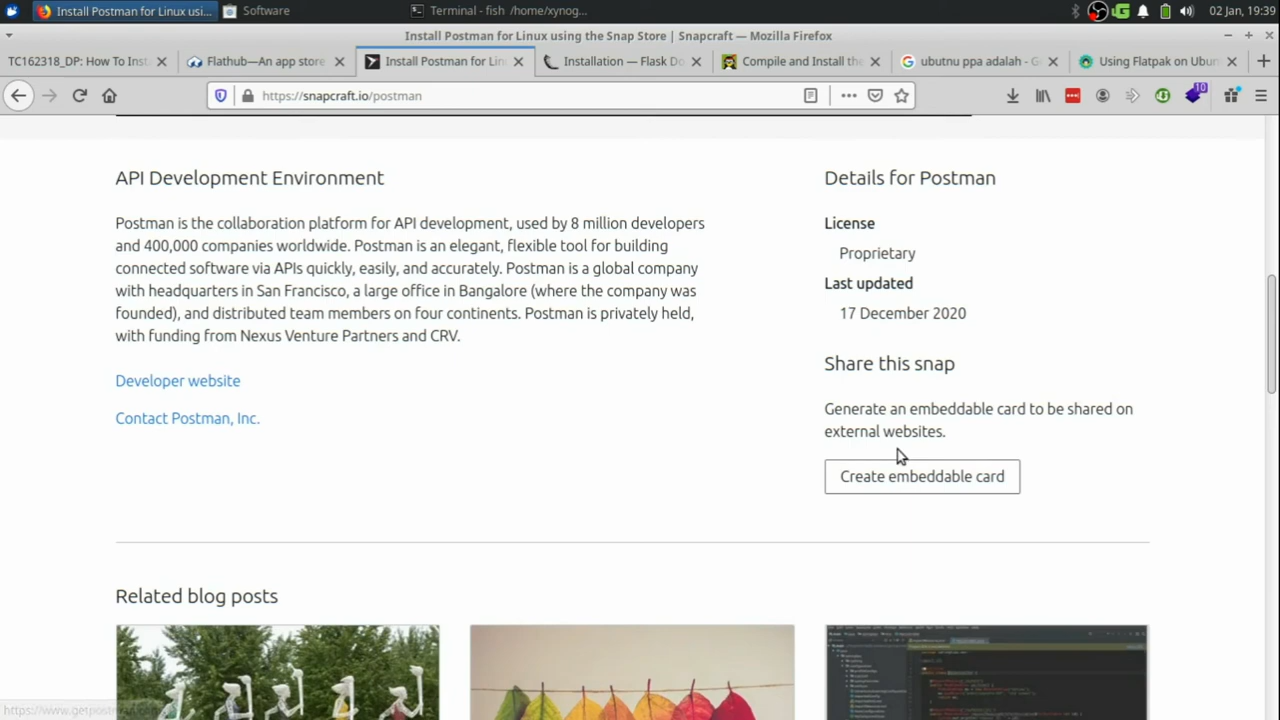 Install Postman for Linux usi...
Software
Terminal - fish /home/xynog...
02 Jan, 19:39
Install Postman for Linux using the Snap Store | Snapcraft — Mozilla Firefox
TC162318_DP: How To Inst
Flathub—An app store
Install Postman for Lin
Installation — Flask Do
Compile and Install the
ubutnu ppa adalah - G
Using Flatpak on Ubun
https://snapcraft.io/postman
10
API Development Environment
Postman is the collaboration platform for API development, used by 8 million developers
and 400,000 companies worldwide. Postman is an elegant, flexible tool for building
connected software via APIs quickly, easily, and accurately. Postman is a global company
with headquarters in San Francisco, a large office in Bangalore (where the company was
founded), and distributed team members on four continents. Postman is privately held,
with funding from Nexus Venture Partners and CRV.
Developer website
Contact Postman, Inc.
Details for Postman
License
Proprietary
Last updated
17 December 2020
Share this snap
Generate an embeddable card to be shared on
external websites.
Create embeddable card
Related blog posts